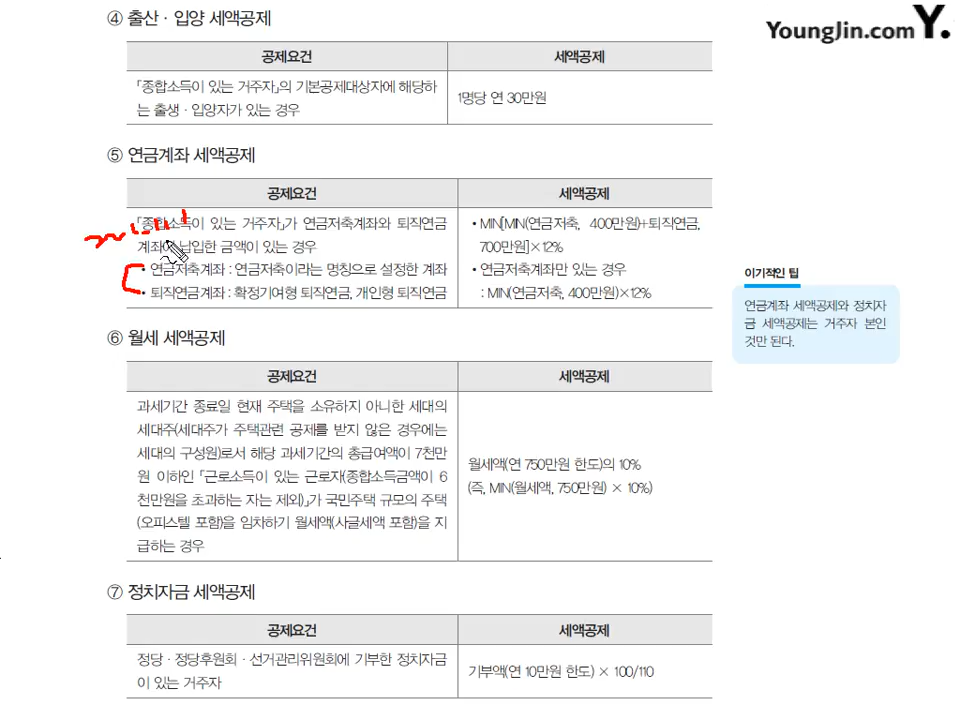 YoungJin.com Y.
④ 출산 · 입양 세액공제
공제요건 세액공제
「종합소득이 있는 거주자」의 기본공제대상자에 해당하
는 출생 · 입양자가 있는 경우
1명당 연 30만원
⑤ 연금계좌 세액공제
공제요건 세액공제
「종합소득이 있는 거주자」가 연금저축계좌와 퇴직연금
계좌에 납입한 금액이 있는 경우
• 연금저축계좌 : 연금저축이라는 명칭으로 설정한 계좌
• 퇴직연금계좌 : 확정기여형 퇴직연금, 개인형 퇴직연금
• MIN[MIN(연금저축, 400만원)+퇴직연금,
700만원]×12%
• 연금저축계좌만 있는 경우
: MIN(연금저축, 400만원)×12%
이기적인 팁
연금계좌 세액공제와 정치자
금 세액공제는 거주자 본인
것만 된다.
⑥ 월세 세액공제
공제요건 세액공제
과세기간 종료일 현재 주택을 소유하지 아니한 세대의
세대주(세대주가 주택관련 공제를 받지 않은 경우에는
세대의 구성원)로서 해당 과세기간의 총급여액이 7천만
원 이하인 「근로소득이 있는 근로자(종합소득금액이 6
천만원을 초과하는 자는 제외)」가 국민주택 규모의 주택
(오피스텔 포함)을 임차하기 월세액(사글세액 포함)을 지
급하는 경우
월세액(연 750만원 한도)의 10%
(즉, MIN(월세액, 750만원) × 10%)
⑦ 정치자금 세액공제
공제요건 세액공제
정당 · 정당후원회 · 선거관리위원회에 기부한 정치자금
이 있는 거주자
기부액(연 10만원 한도) × 100/110